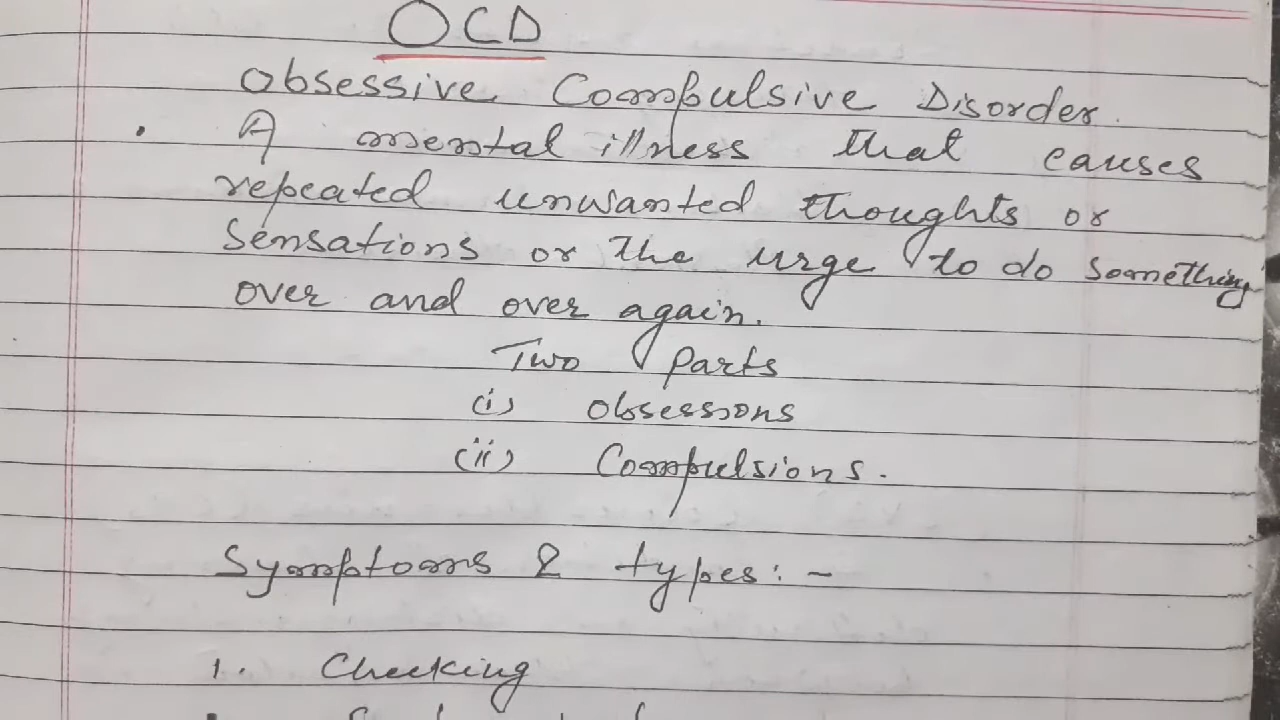 OCD
Obsessive Compulsive Disorder.
• A mental illness that causes
repeated unwanted thoughts or
Sensations or the urge to do something
over and over again.
Two Parts
(i) Obsessions
(ii) Compulsions.
Symptoms & types: -
1. Checking